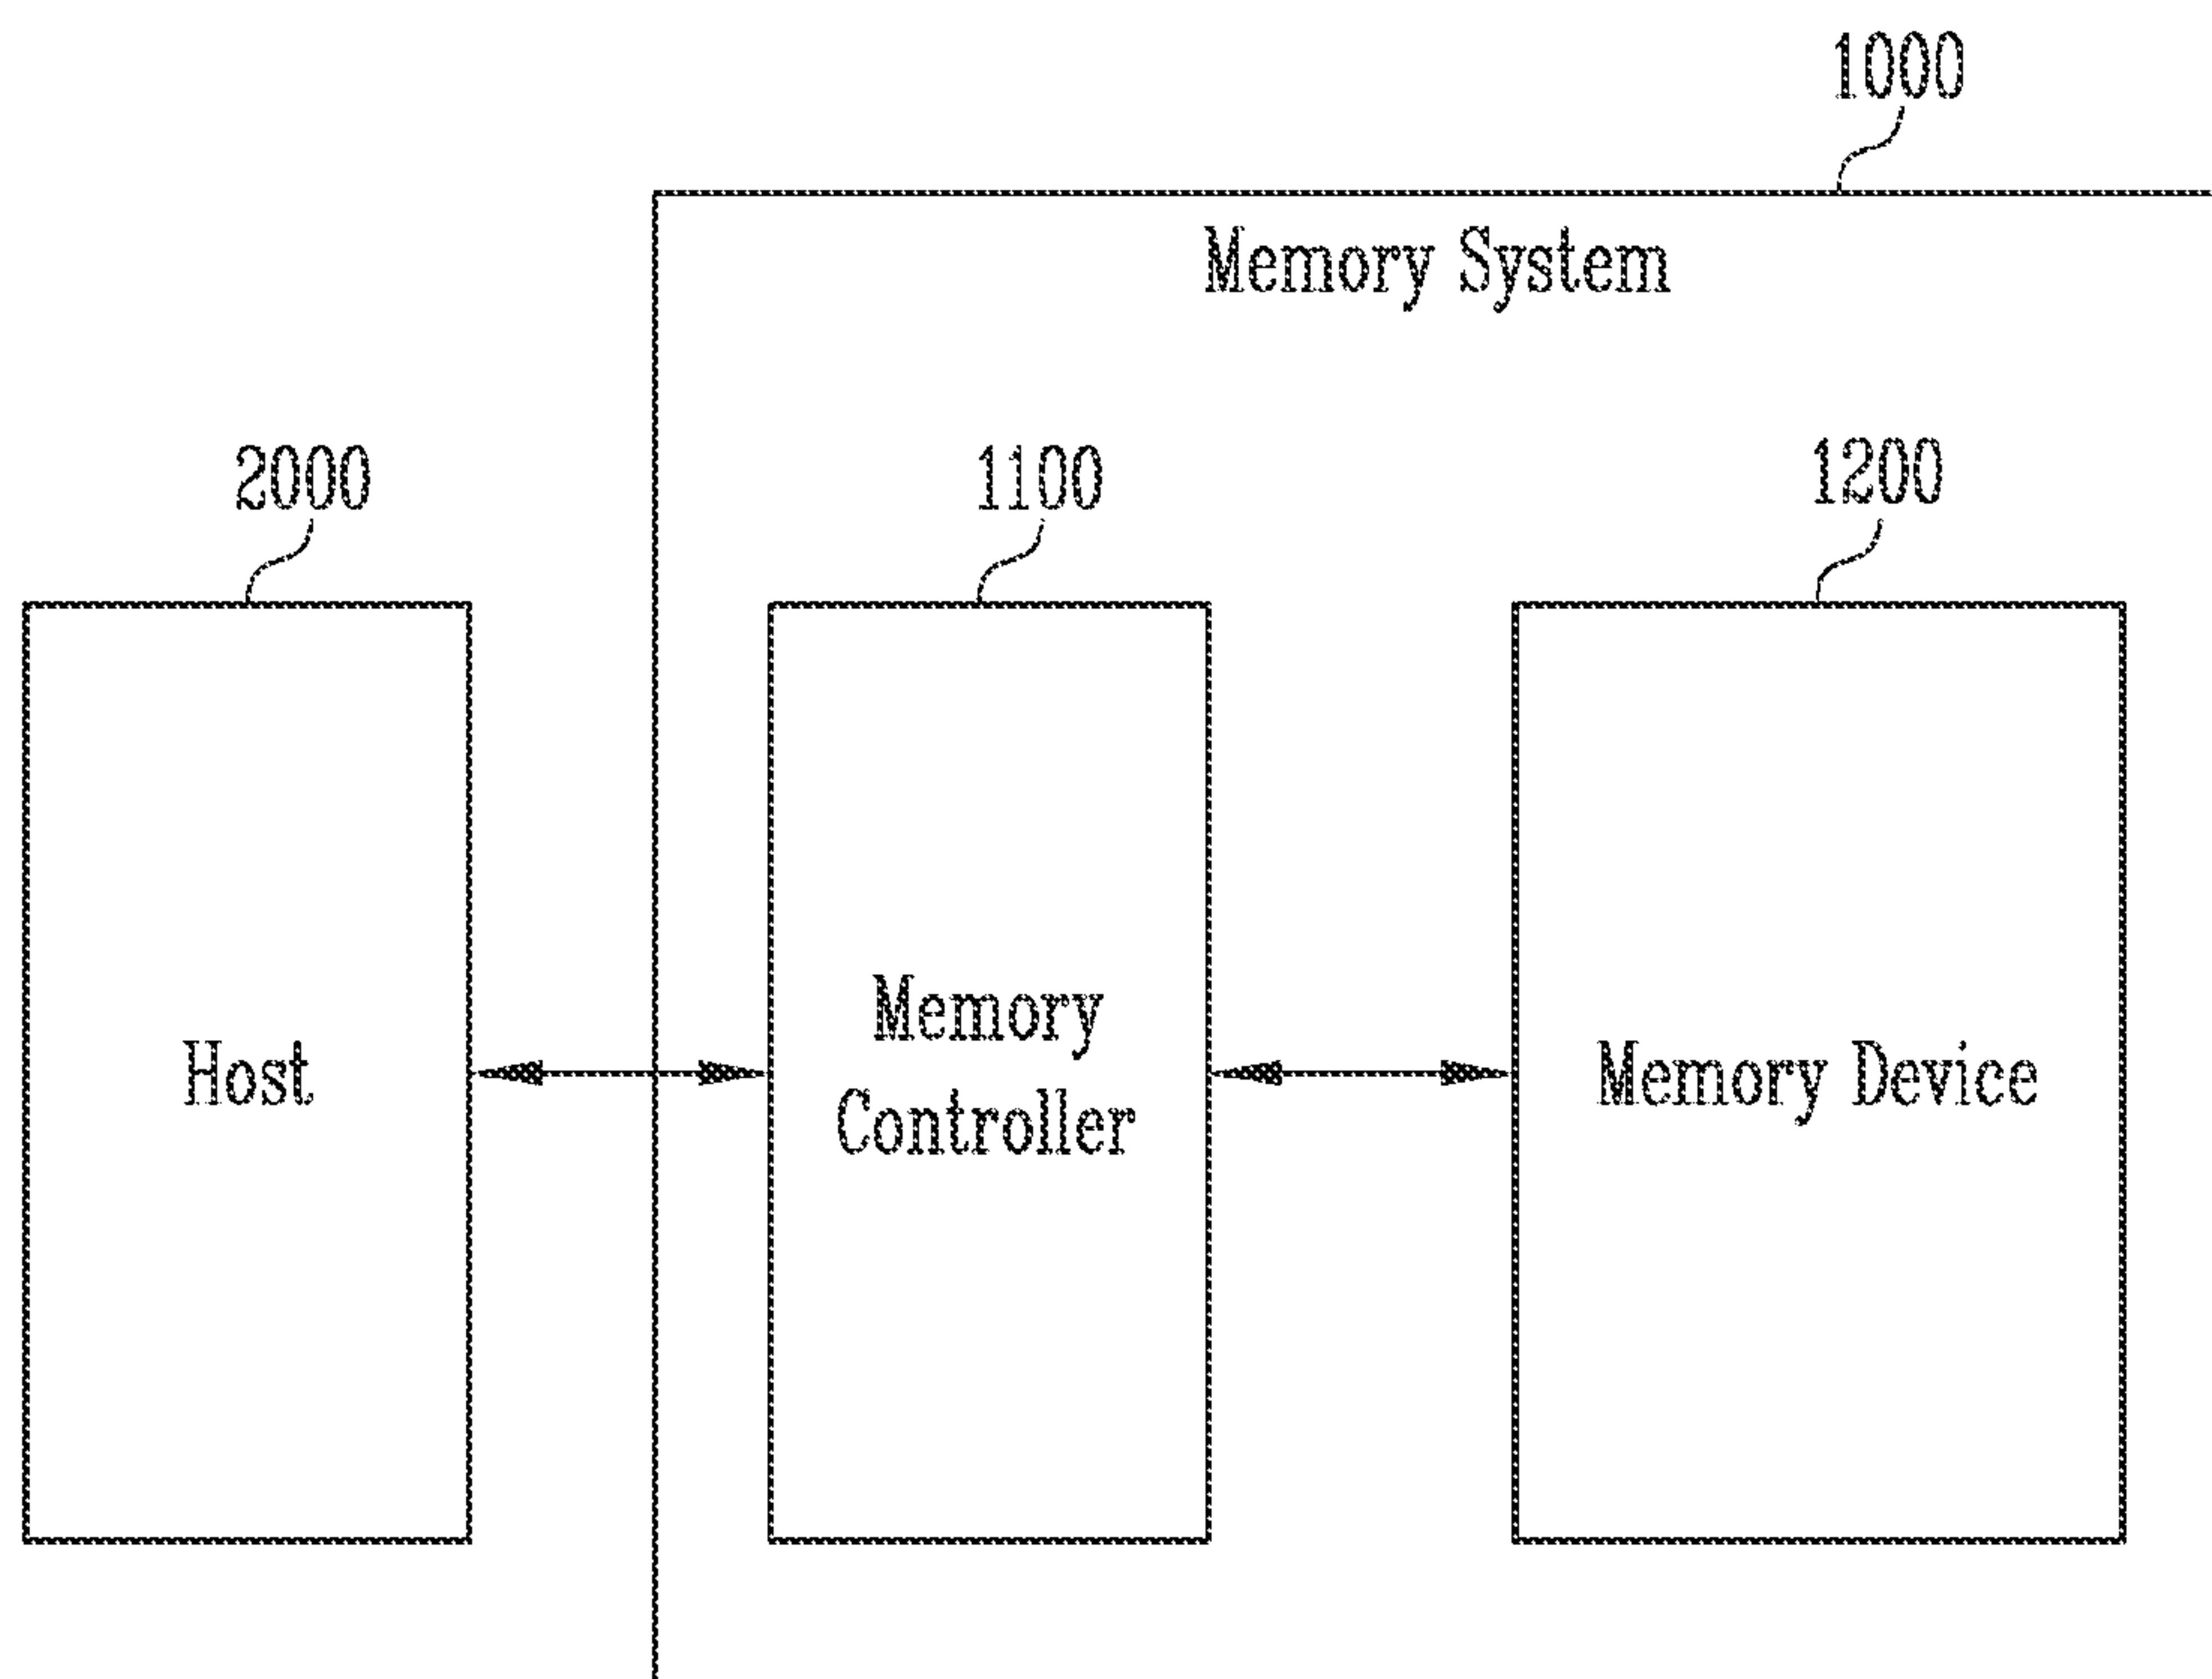 1000
Memory System
2000
1100
1200
Host
Memory
Controller
Memory Device